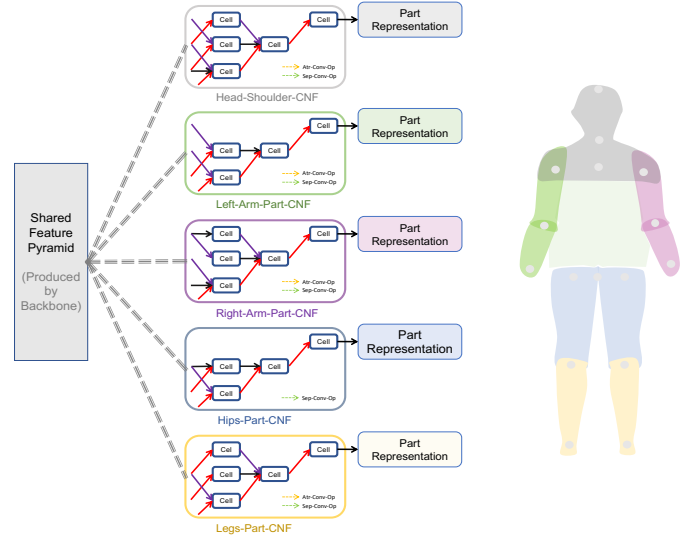 Shared
Feature
Pyramid
(Produced
by
Backbone)
Cell
Cell
Cell
Cell
Cell
Atr-Conv-Op
Sep-Conv-Op
Head-Shoulder-CNF
Part
Representation
Cell
Cell
Cell
Cell
Atr-Conv-Op
Sep-Conv-Op
Left-Arm-Part-CNF
Part
Representation
Cell
Cell
Cell
Cell
Cell
Atr-Conv-Op
Sep-Conv-Op
Right-Arm-Part-CNF
Part
Representation
Cell
Cell
Cell
Cell
Sep-Conv-Op
Hips-Part-CNF
Part
Representation
Cel
Cell
Cell
Cell
Cell
Atr-Conv-Op
Sep-Conv-Op
Legs-Part-CNF
Part
Representation